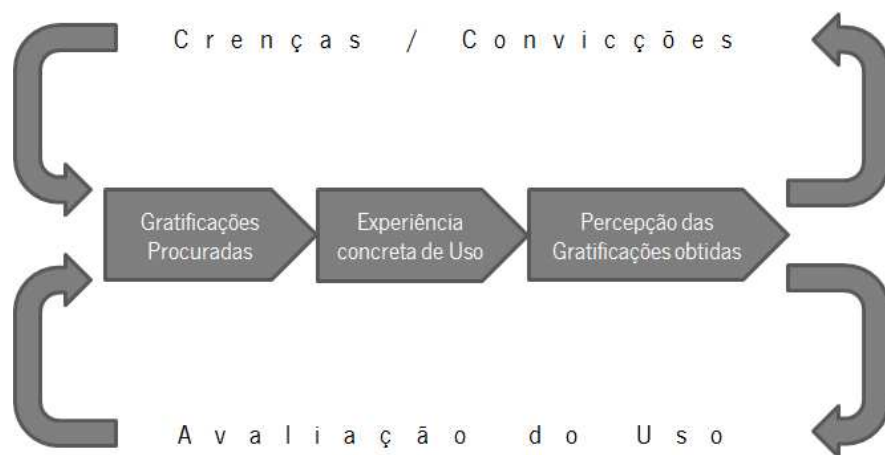 Crenças / Convicções
Gratificações
Procuradas
Experiência
concreta de Uso
Percepção das
Gratificações obtidas
Avaliação do Uso